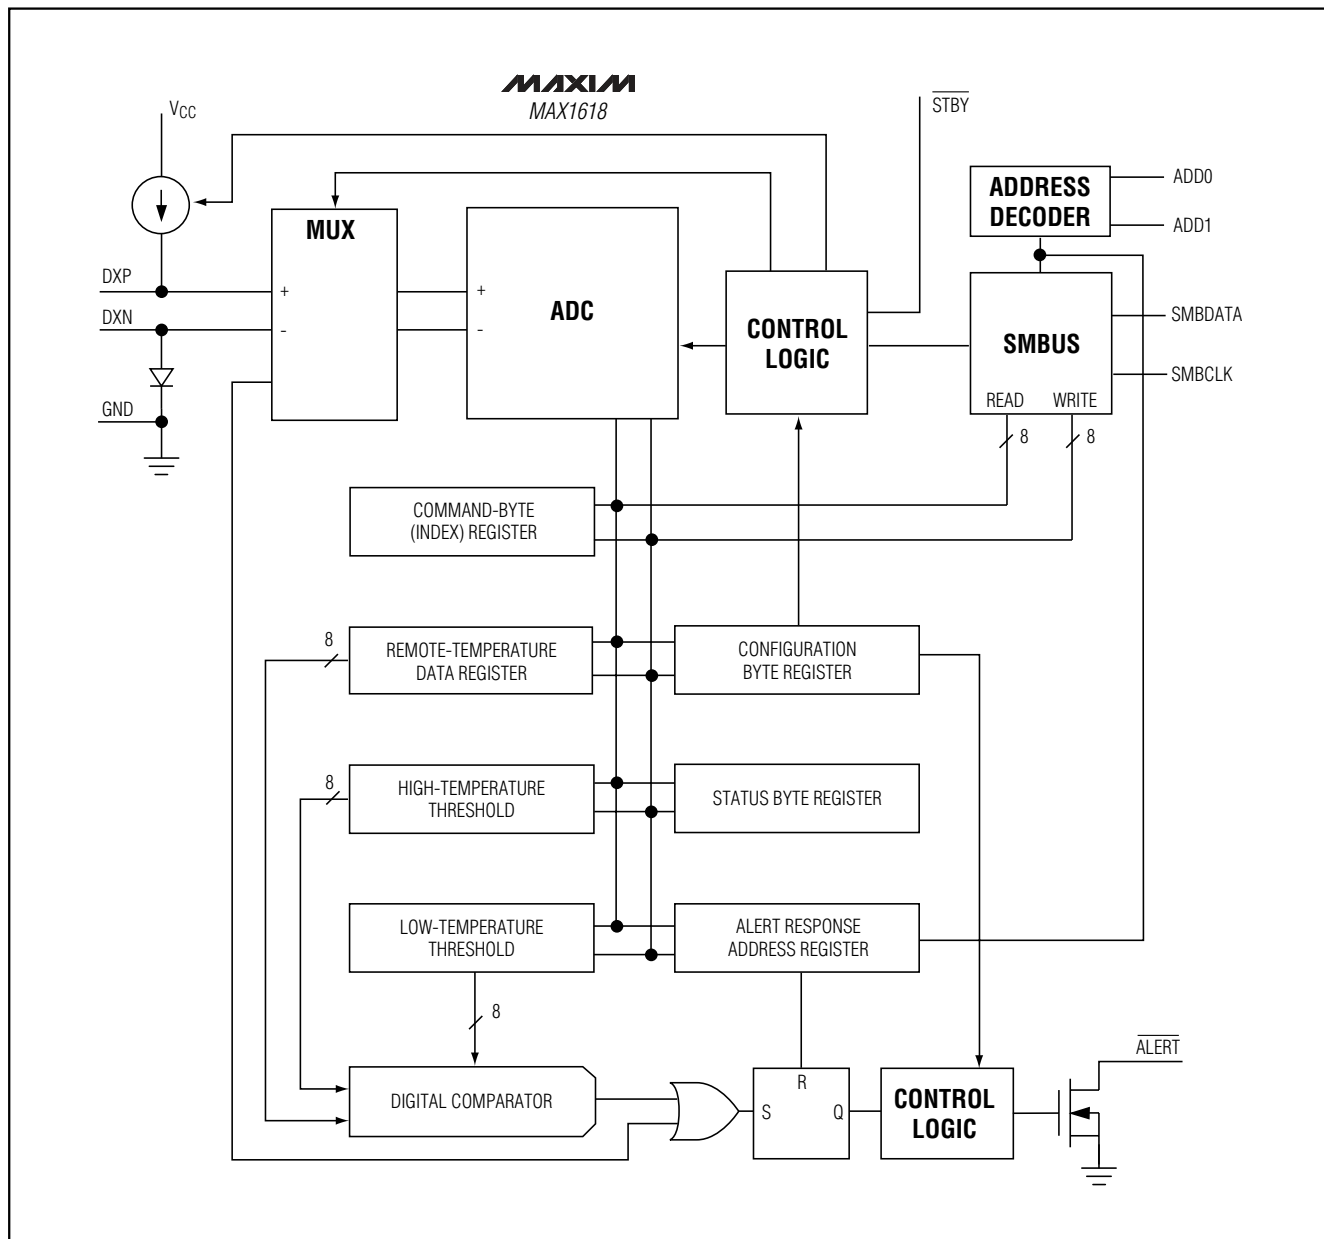 MAXIM
MAX1618
VCC
STBY
ADDRESS
DECODER
ADD0
ADD1
MUX
DXP
+
+
ADC
DXN
-
-
CONTROL
LOGIC
SMBUS
SMBDATA
SMBCLK
READ WRITE
GND
8
8
COMMAND-BYTE
(INDEX) REGISTER
8
REMOTE-TEMPERATURE
DATA REGISTER
CONFIGURATION
BYTE REGISTER
8
HIGH-TEMPERATURE
THRESHOLD
STATUS BYTE REGISTER
LOW-TEMPERATURE
THRESHOLD
ALERT RESPONSE
ADDRESS REGISTER
8
DIGITAL COMPARATOR
R
S
Q
CONTROL
LOGIC
ALERT